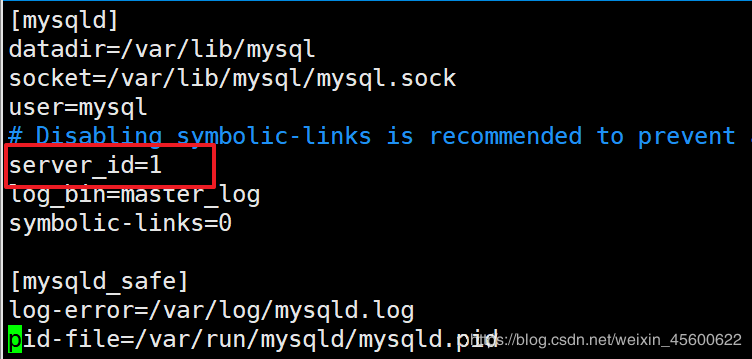 [mysqld]
datadir=/var/lib/mysql
socket=/var/lib/mysql/mysql.sock
user=mysql
# Disabling symbolic-links is recommended to prevent
server_id=1
log_bin=master_log
symbolic-links=0
[mysqld_safe]
log-error=/var/log/mysqld.log
pid-file=/var/run/mysqld/mysqld.pid
https://blog.csdn.net/weixin_45600622